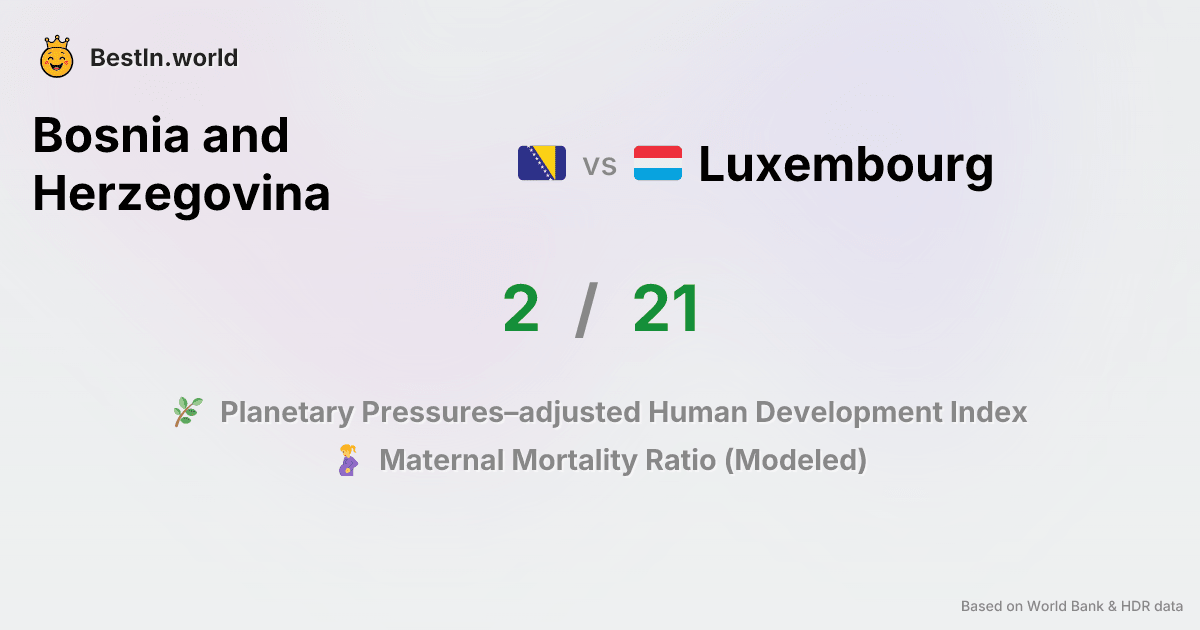 BestIn.world
Bosnia and
Herzegovina
vs
Luxembourg
2 / 21
Planetary Pressures–adjusted Human Development Index
Maternal Mortality Ratio (Modeled)
Based on World Bank & HDR data